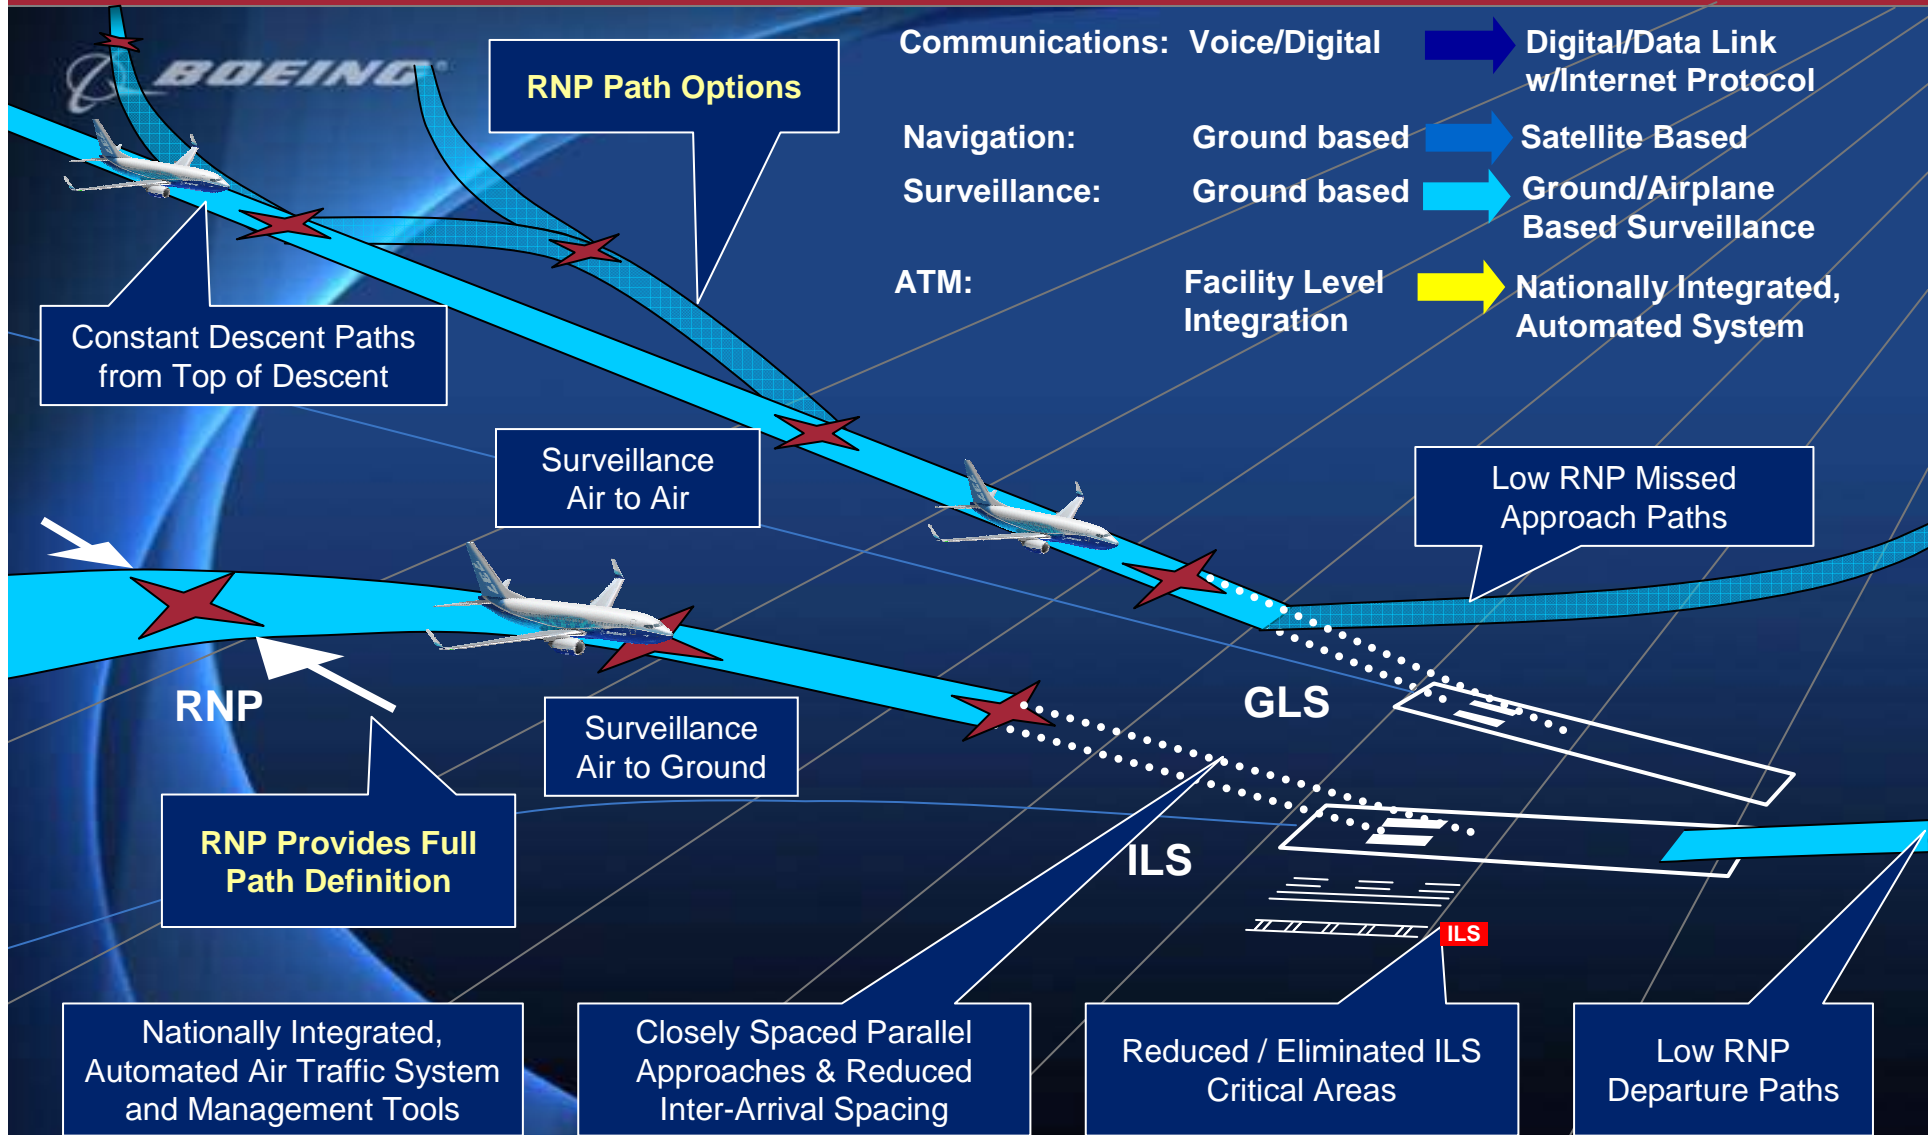 BOEING
RNP Path Options
Communications: Voice/Digital Digital/Data Link
w/Internet Protocol
Navigation: Ground based Satellite Based
Surveillance: Ground based Ground/Airplane
Based Surveillance
ATM: Facility Level Nationally Integrated,
Integration Automated System
Constant Descent Paths
from Top of Descent
Surveillance
Air to Air
Low RNP Missed
Approach Paths
RNP
GLS
Surveillance
Air to Ground
RNP Provides Full
Path Definition
ILS
ILS
Nationally Integrated,
Automated Air Traffic System
and Management Tools
Closely Spaced Parallel
Approaches & Reduced
Inter-Arrival Spacing
Reduced / Eliminated ILS
Critical Areas
Low RNP
Departure Paths